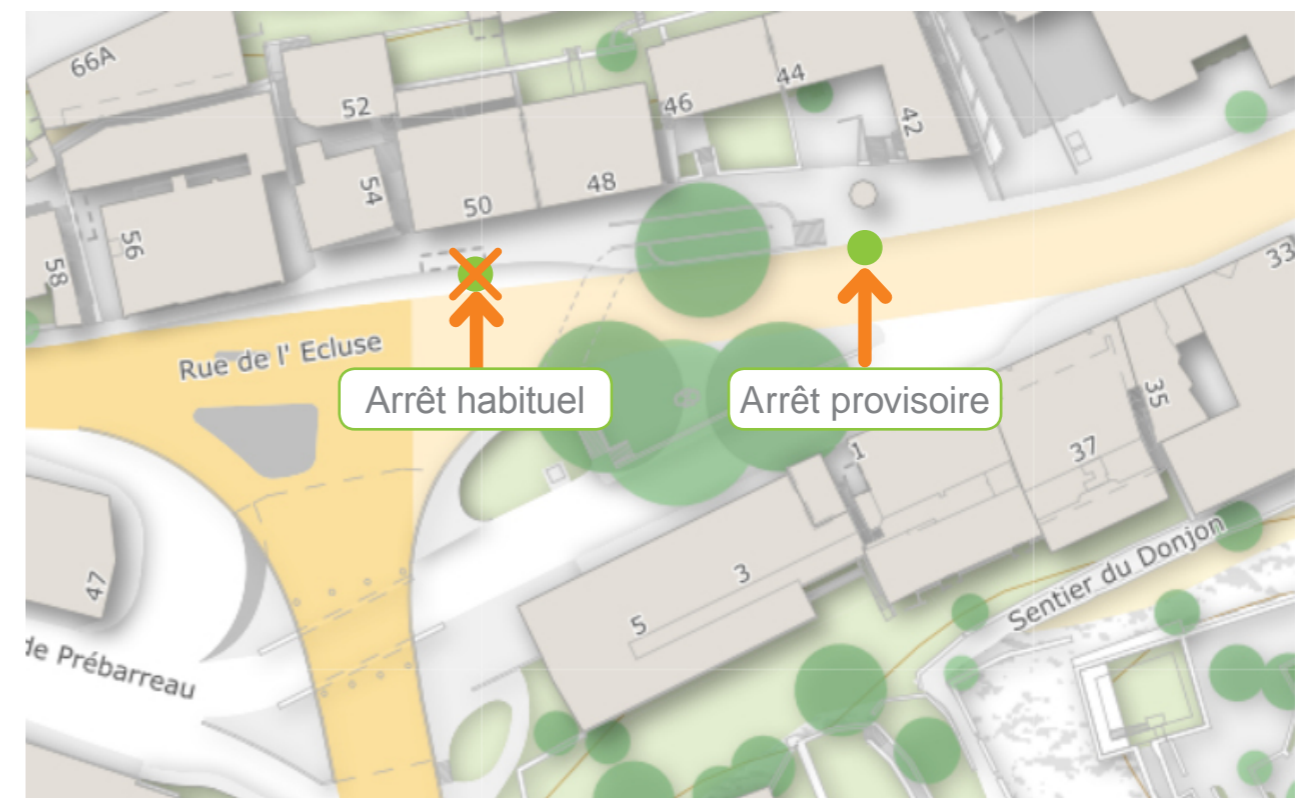 66A
52
44
46
42
54
48
50
56
58
33
Rue de l' Ecluse
Arrêt habituel
Arrêt provisoire
35
1
37
47
3
5
Sentier du Donjon
de Prébarreau